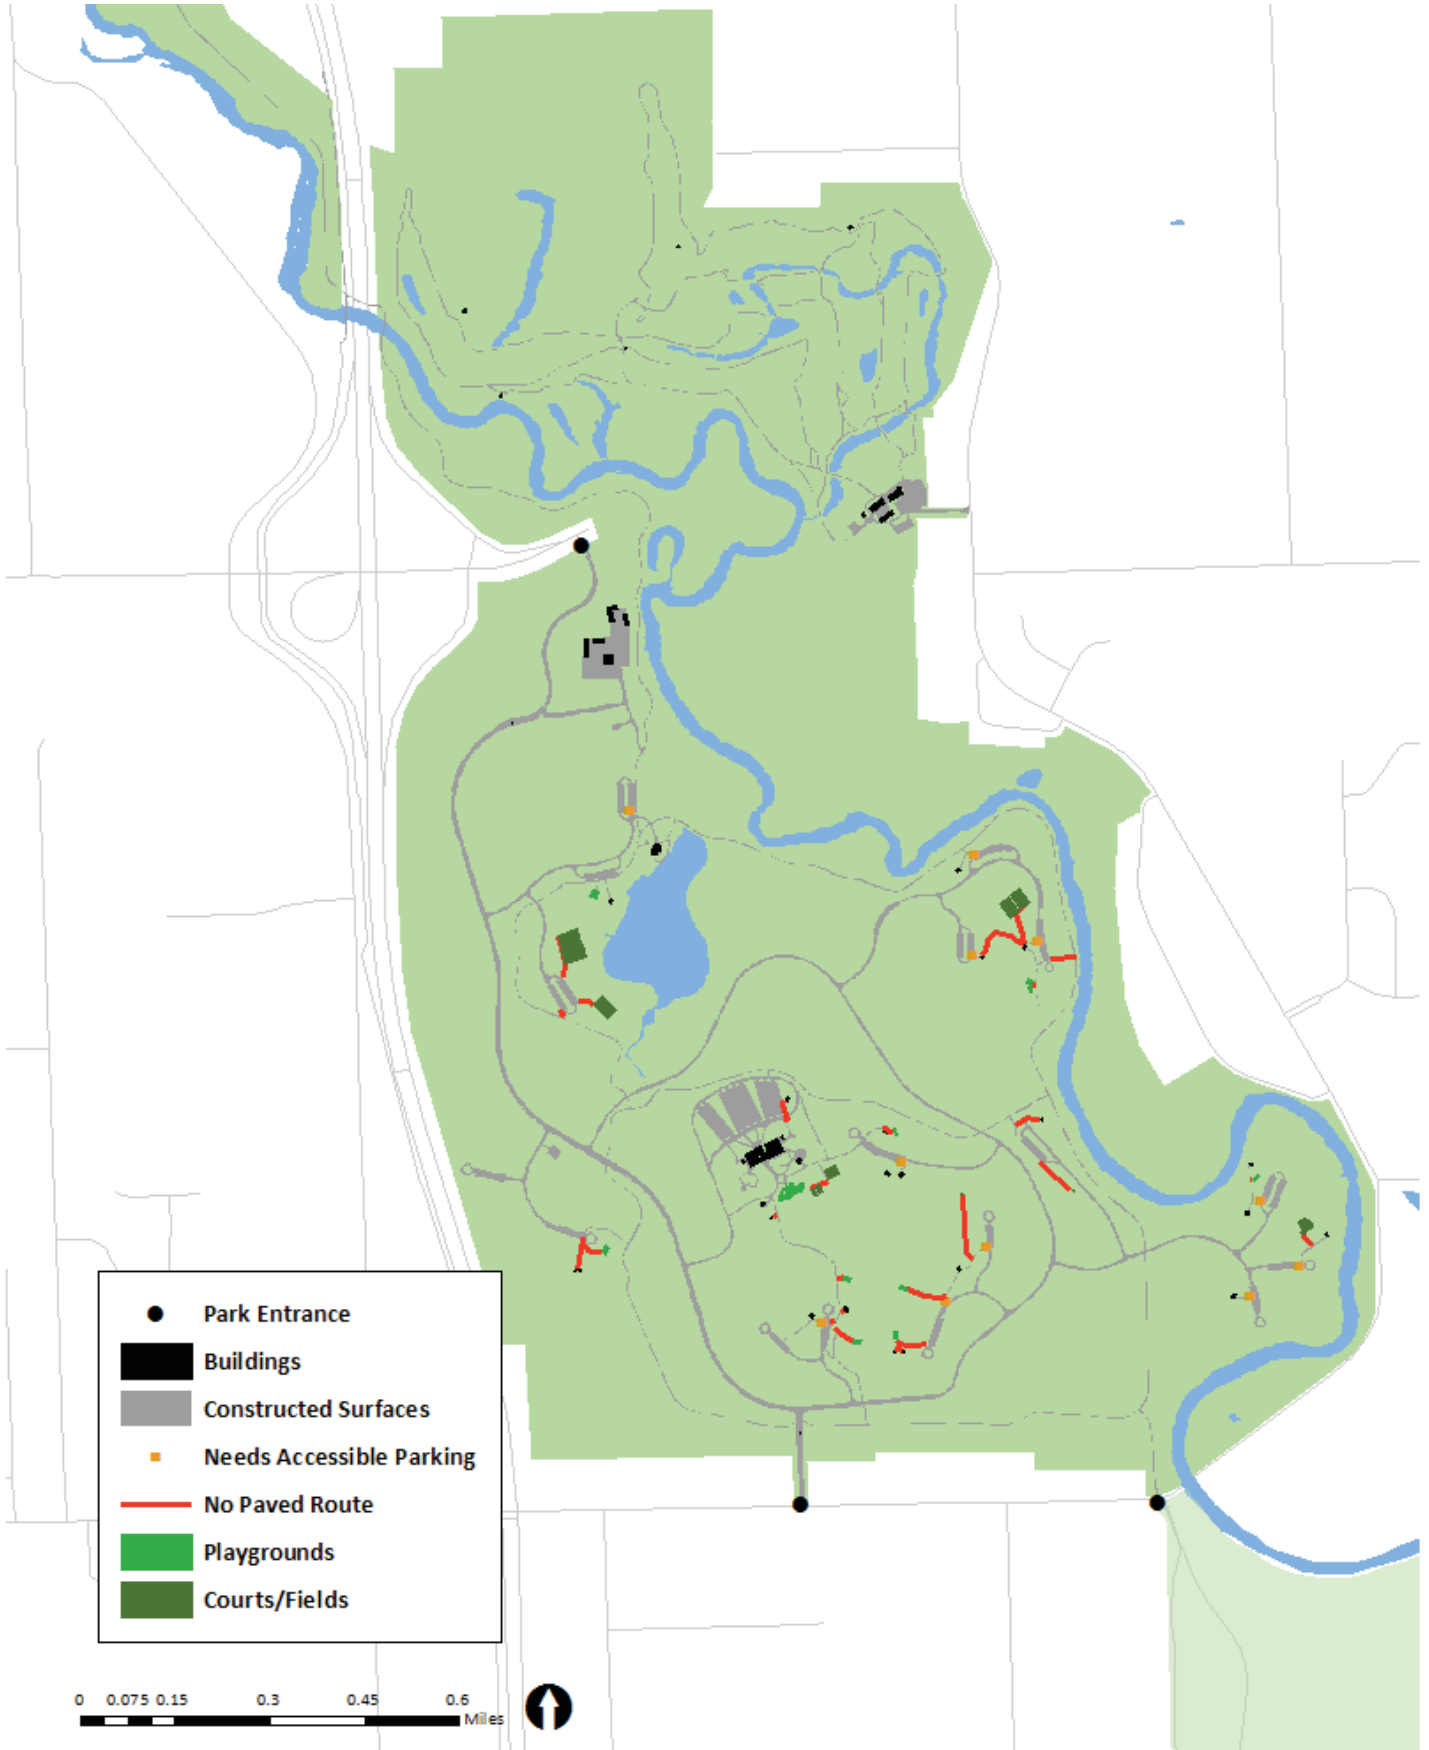 Park Entrance
Buildings
Constructed Surfaces
Needs Accessible Parking
No Paved Route
Playgrounds
Courts/Fields
0 0.075 0.15 0.3 0.45 0.6
Miles